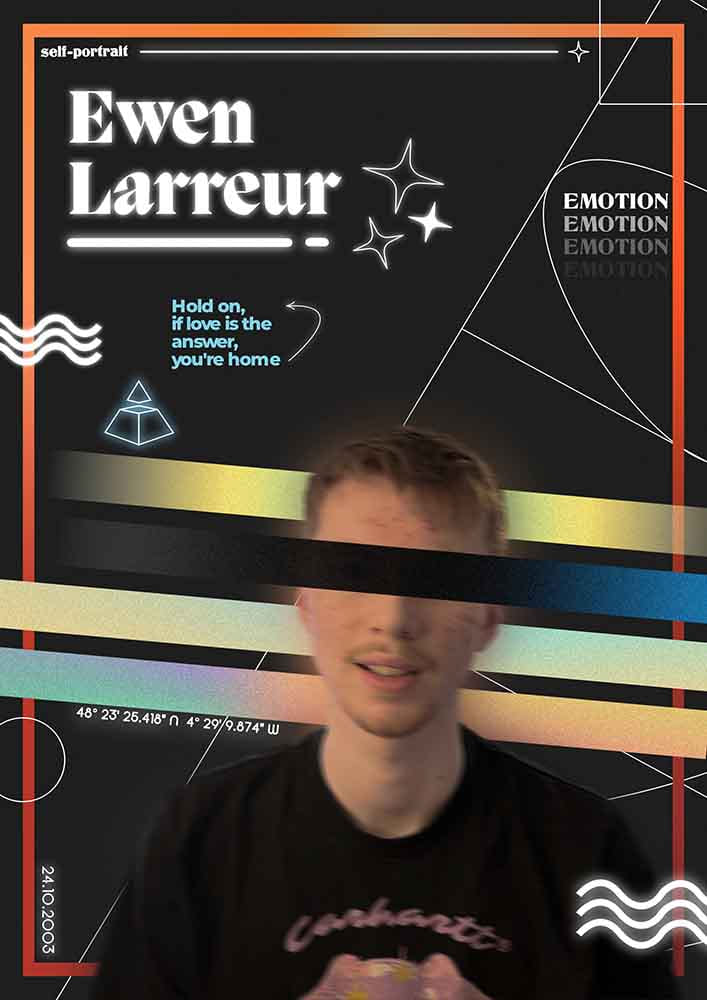 self-portrait
Ewen
Larreur
EMOTION
EMOTION
EMOTION
EMOTION
Hold on,
if love is the
answer,
you're home
48° 23' 25.418" N 4° 29' 9.874" W
24.10.2003
carhartt